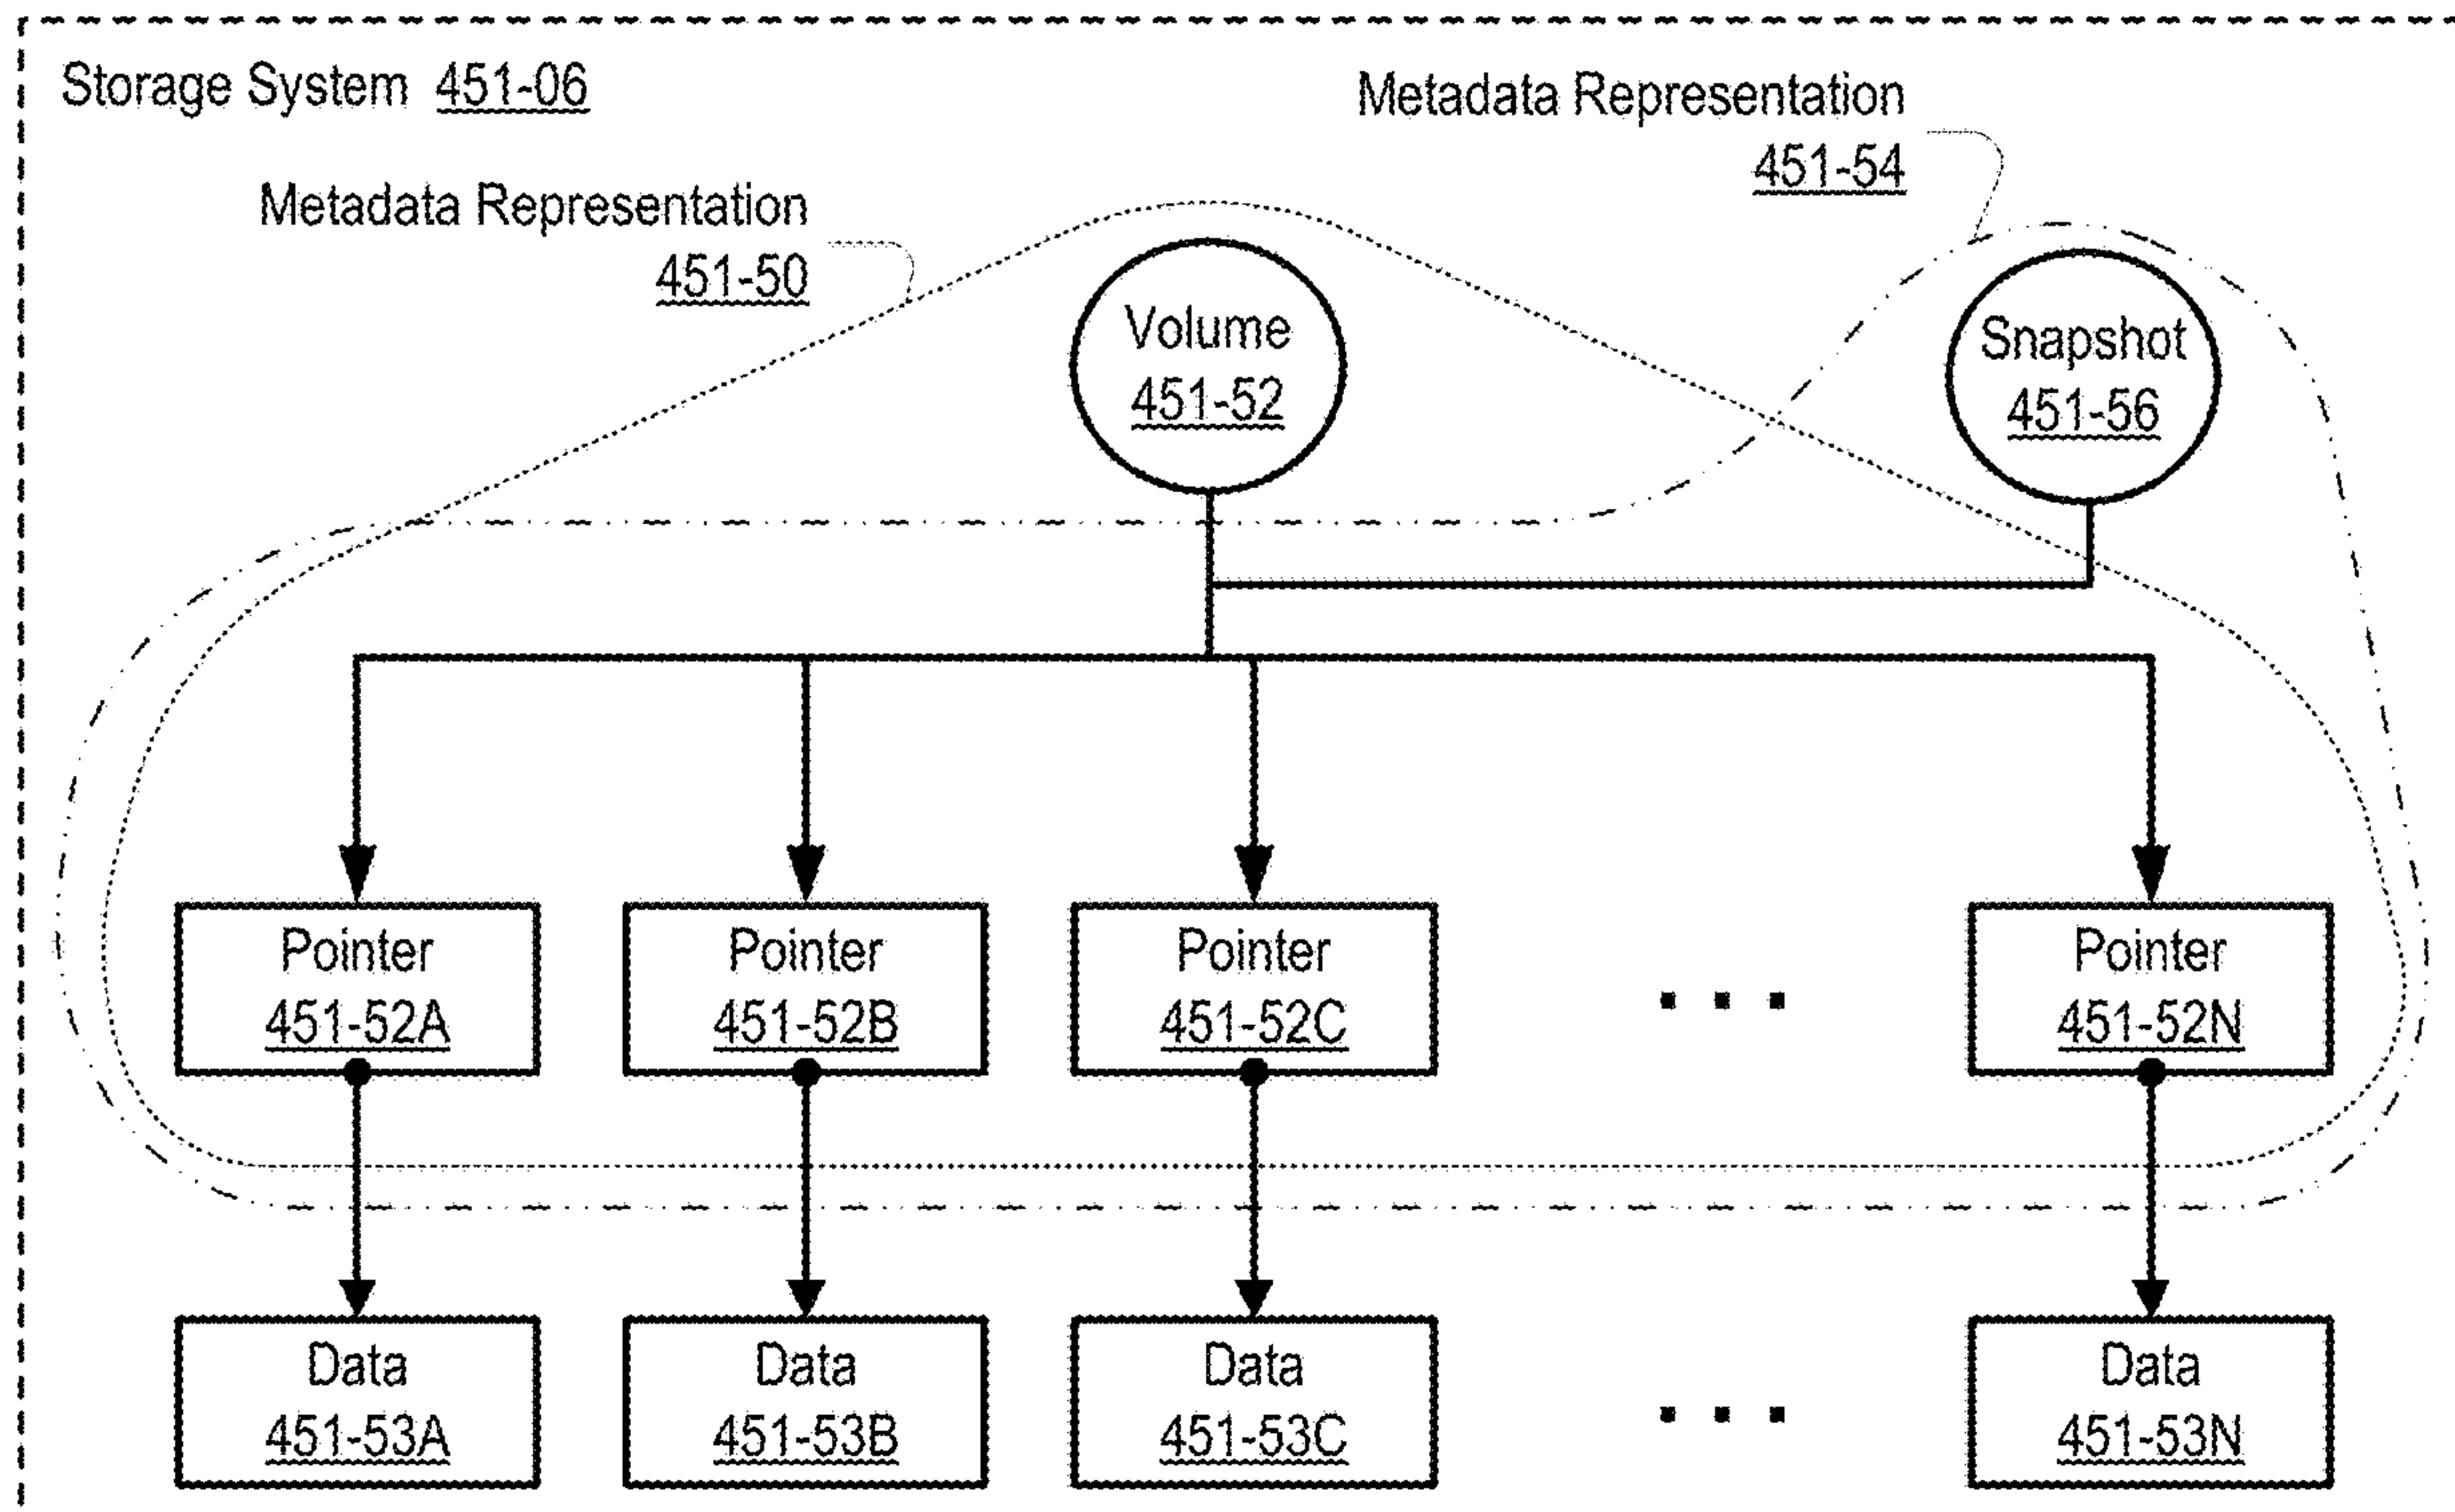 Storage System 451-06
Metadata Representation
451-54
Metadata Representation
451-50
Volume
451-52
Snapshot
451-56
Pointer
451-52A
Pointer
451-52B
Pointer
451-52C
Pointer
451-52N
Data
451-53A
Data
451-53B
Data
451-53C
Data
451-53N